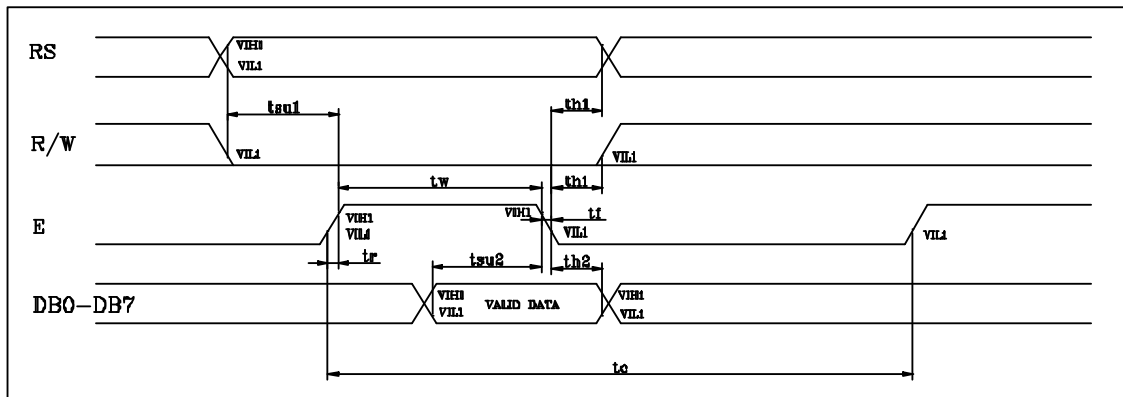 RS
VIH1
VIL1
tsu1
th1
R/W
VIL1
VIL1
tw
th1
E
VIH1
VIL1
VIH1
tf
VIL1
VIL1
tr
tsu2
th2
DB0-DB7
VIH1
VIL1
VALID DATA
VIH1
VIL1
tc